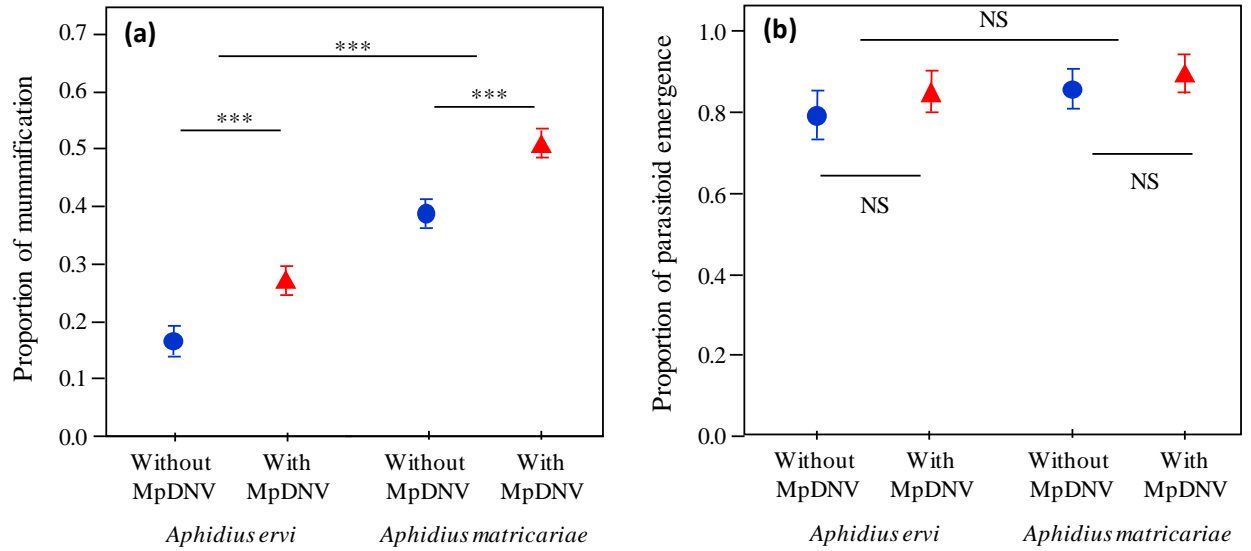 (a)
Proportion of mummification
0.7
0.6
0.5
0.4
0.3
0.2
0.1
0.0
***
***
***
Without MpDNV
With MpDNV
Without MpDNV
With MpDNV
Aphidius ervi
Aphidius matricariae
(b)
Proportion of parasitoid emergence
1.0
0.8
0.6
0.4
0.2
0.0
NS
NS
NS
Without MpDNV
With MpDNV
Without MpDNV
With MpDNV
Aphidius ervi
Aphidius matricariae